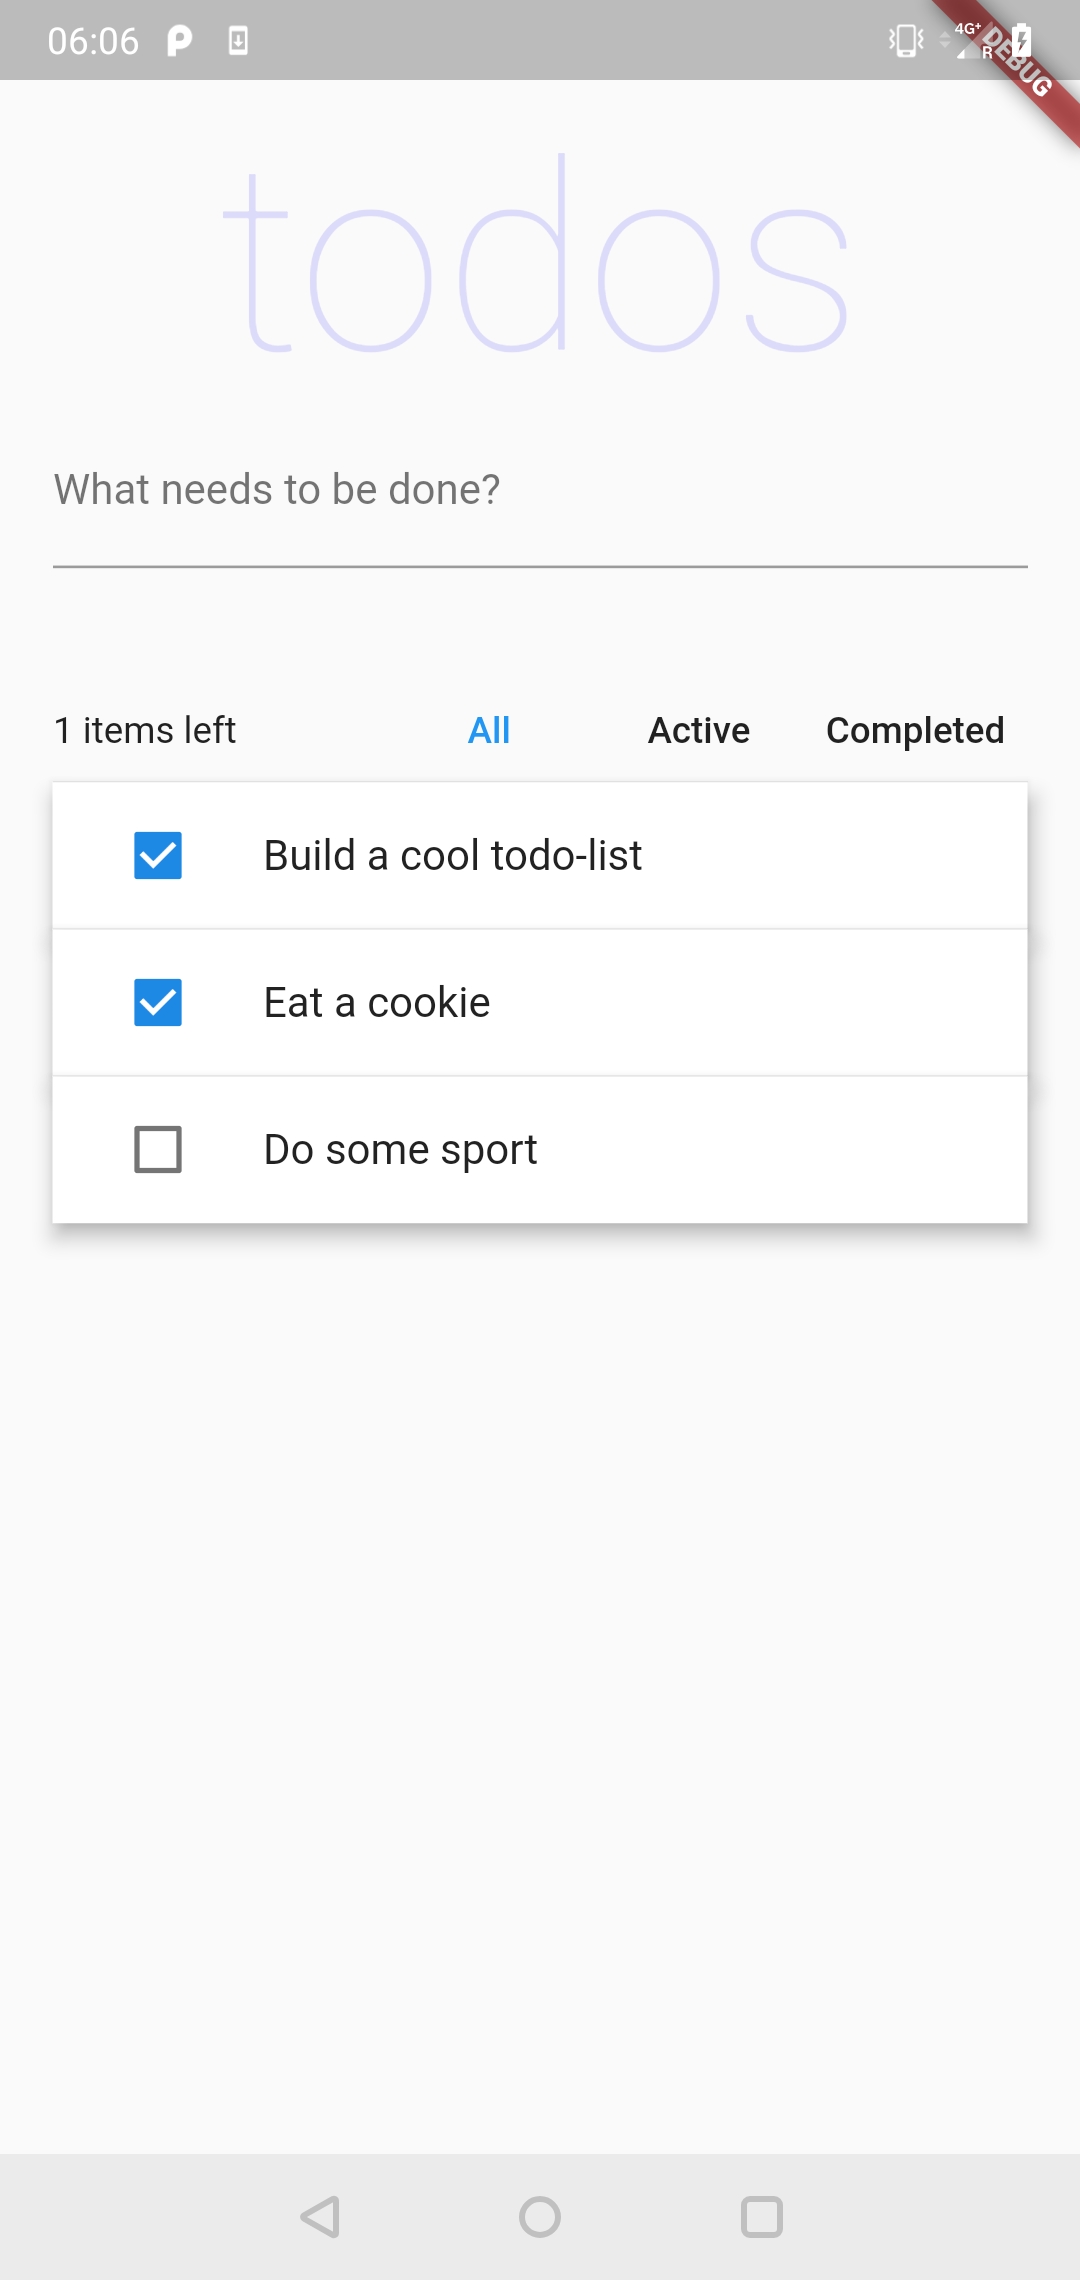 06:06
4G+
R
DEBUG
todos
What needs to be done?
1 items left All Active Completed
Build a cool todo-list
Eat a cookie
Do some sport